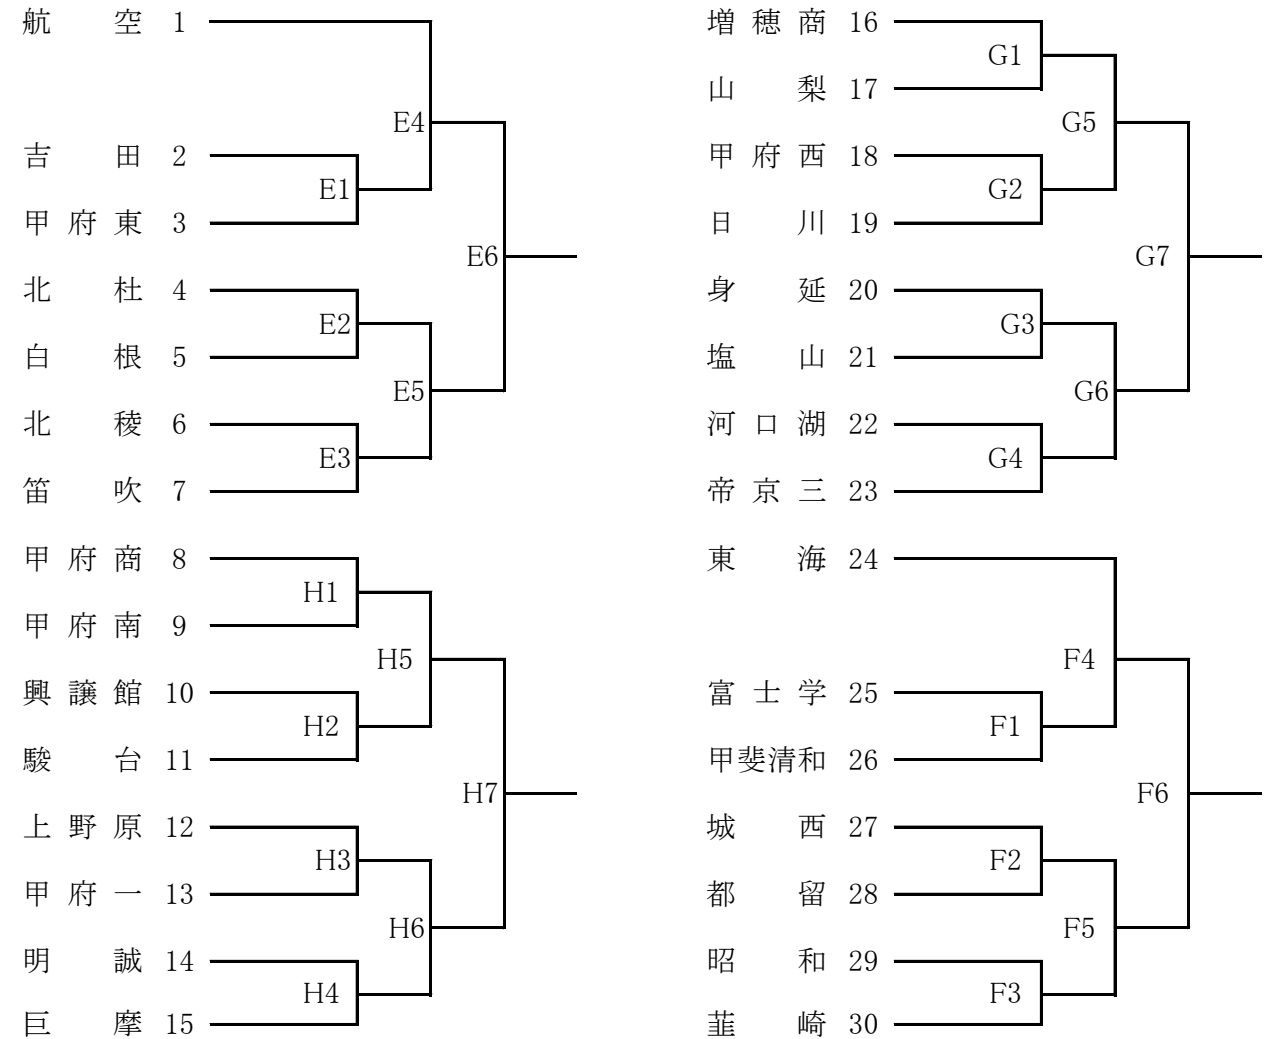 航空 1
E4
吉田 2
E1
甲府東 3
E6
北杜 4
E2
白根 5
E5
北稜 6
E3
笛吹 7
甲府商 8
H1
甲府南 9
H5
興譲館 10
H2
駿台 11
H7
上野原 12
H3
甲府一 13
H6
明誠 14
H4
巨摩 15
増穂商 16
G1
山梨 17
G5
甲府西 18
G2
日川 19
G7
身延 20
G3
塩山 21
G6
河口湖 22
G4
帝京三 23
東海 24
F4
富士学 25
F1
甲斐清和 26
F6
城西 27
F2
都留 28
F5
昭和 29
F3
韮崎 30